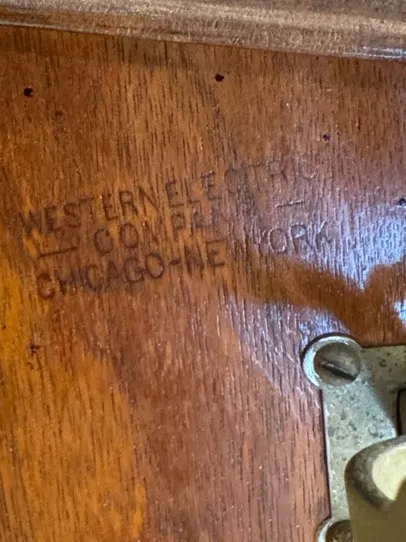 WESTERN ELECTRIC
— COMPANY —
CHICAGO-NEW YORK